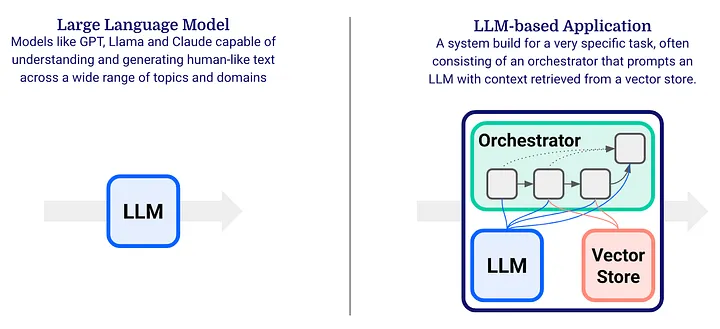 Large Language Model
Models like GPT, Llama and Claude capable of
understanding and generating human-like text
across a wide range of topics and domains
LLM
LLM-based Application
A system build for a very specific task, often
consisting of an orchestrator that prompts an
LLM with context retrieved from a vector store.
Orchestrator
LLM
Vector
Store